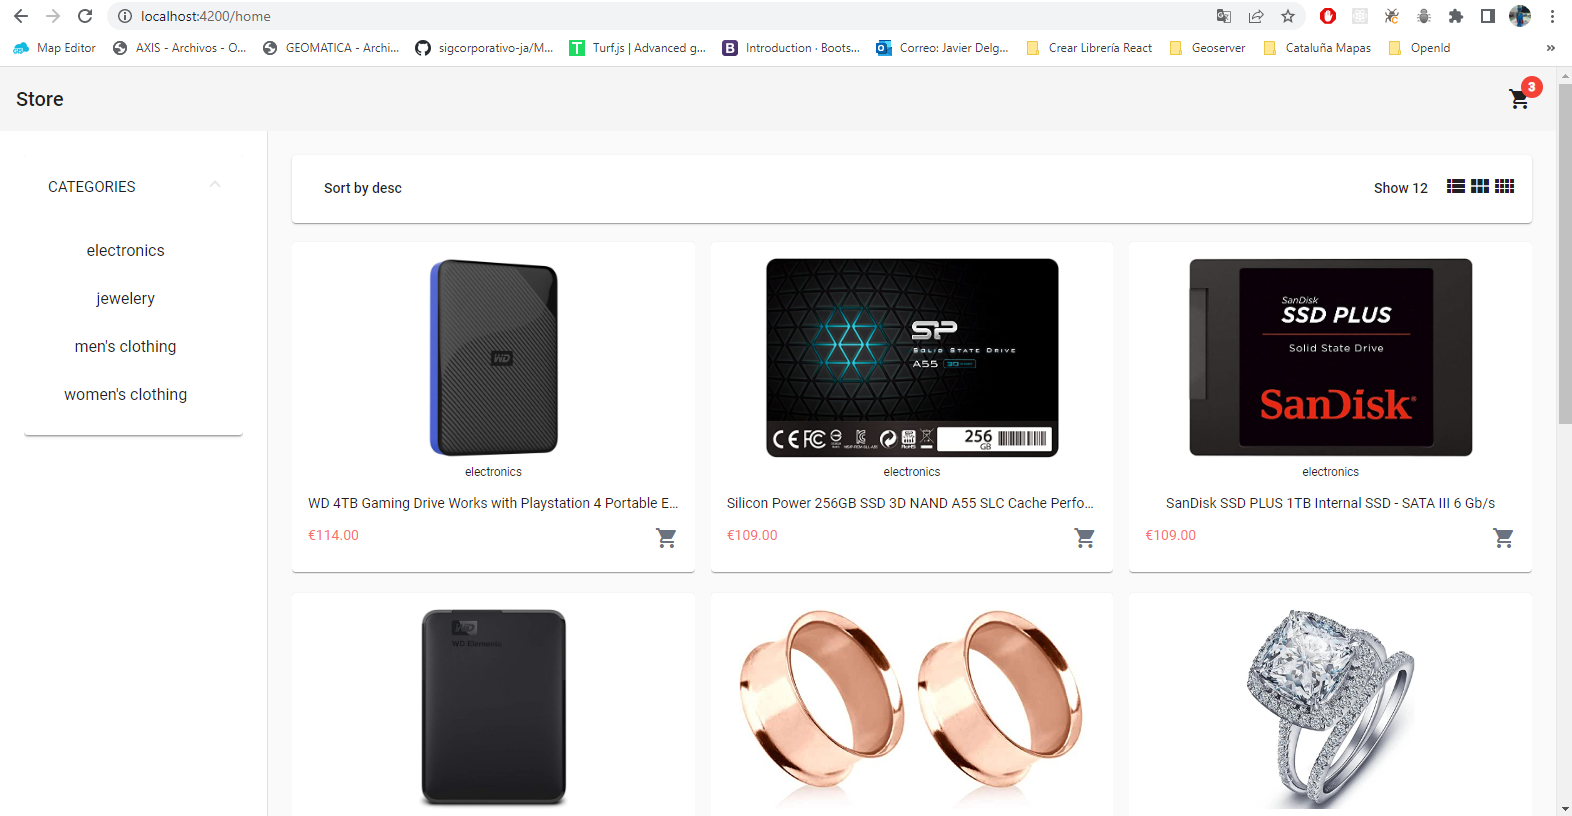 localhost:4200/home
Map Editor
AXIS - Archivos - O...
GEOMATICA - Archi...
sigcorporativo-ja/M...
Turf.js | Advanced g...
Introduction · Boots...
Correo: Javier Delg...
Crear Librería React
Geoserver
Cataluña Mapas
OpenId
»
Store
3
CATEGORIES
electronics
jewelery
men's clothing
women's clothing
Sort by desc
Show 12
WD
electronics
WD 4TB Gaming Drive Works with Playstation 4 Portable E...
€114.00
SP
SOLID STATE DRIVE
A55 3D
CE FC
RoHS
256
GB
electronics
Silicon Power 256GB SSD 3D NAND A55 SLC Cache Perfo...
€109.00
SanDisk
SSD PLUS
Solid State Drive
SanDisk
electronics
SanDisk SSD PLUS 1TB Internal SSD - SATA III 6 Gb/s
€109.00
WD
WD Elements